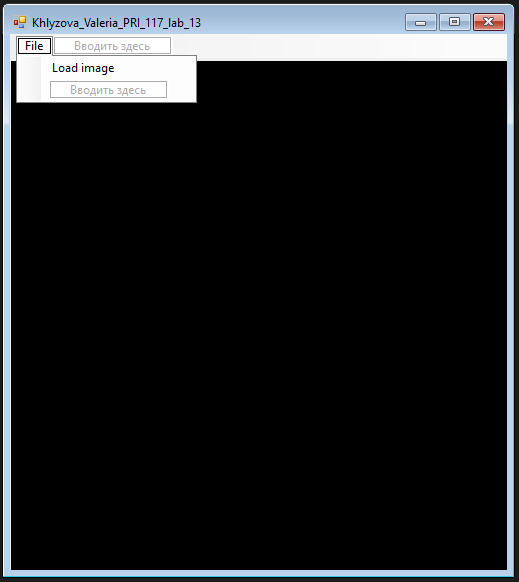 Khlyzova_Valeria_PRI_117_lab_13
File Вводить здесь
Load image
Вводить здесь